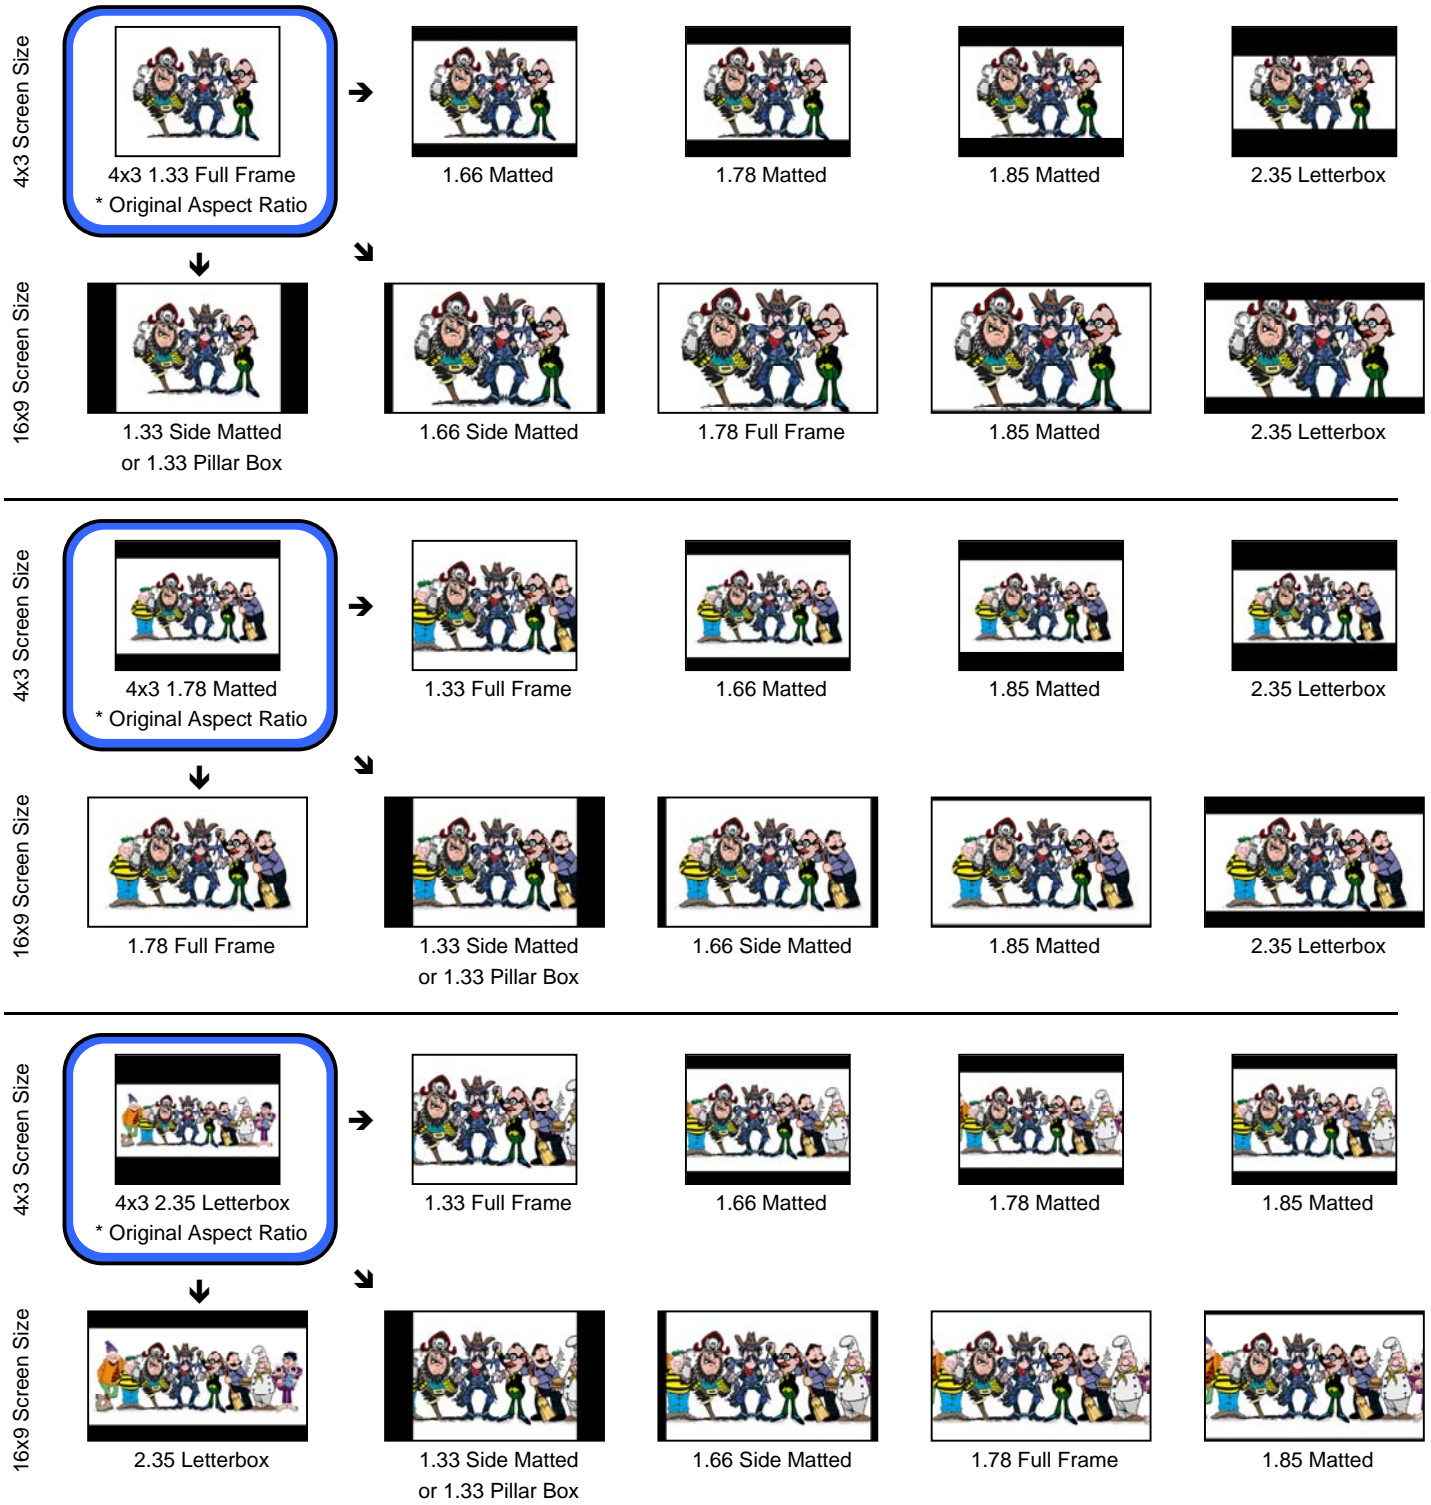 4x3 Screen Size
4x3 1.33 Full Frame
* Original Aspect Ratio
1.66 Matted
1.78 Matted
1.85 Matted
2.35 Letterbox
16x9 Screen Size
1.33 Side Matted
or 1.33 Pillar Box
1.66 Side Matted
1.78 Full Frame
1.85 Matted
2.35 Letterbox
4x3 Screen Size
4x3 1.78 Matted
* Original Aspect Ratio
1.33 Full Frame
1.66 Matted
1.85 Matted
2.35 Letterbox
16x9 Screen Size
1.78 Full Frame
1.33 Side Matted
or 1.33 Pillar Box
1.66 Side Matted
1.85 Matted
2.35 Letterbox
4x3 Screen Size
4x3 2.35 Letterbox
* Original Aspect Ratio
1.33 Full Frame
1.66 Matted
1.78 Matted
1.85 Matted
16x9 Screen Size
2.35 Letterbox
1.33 Side Matted
or 1.33 Pillar Box
1.66 Side Matted
1.78 Full Frame
1.85 Matted